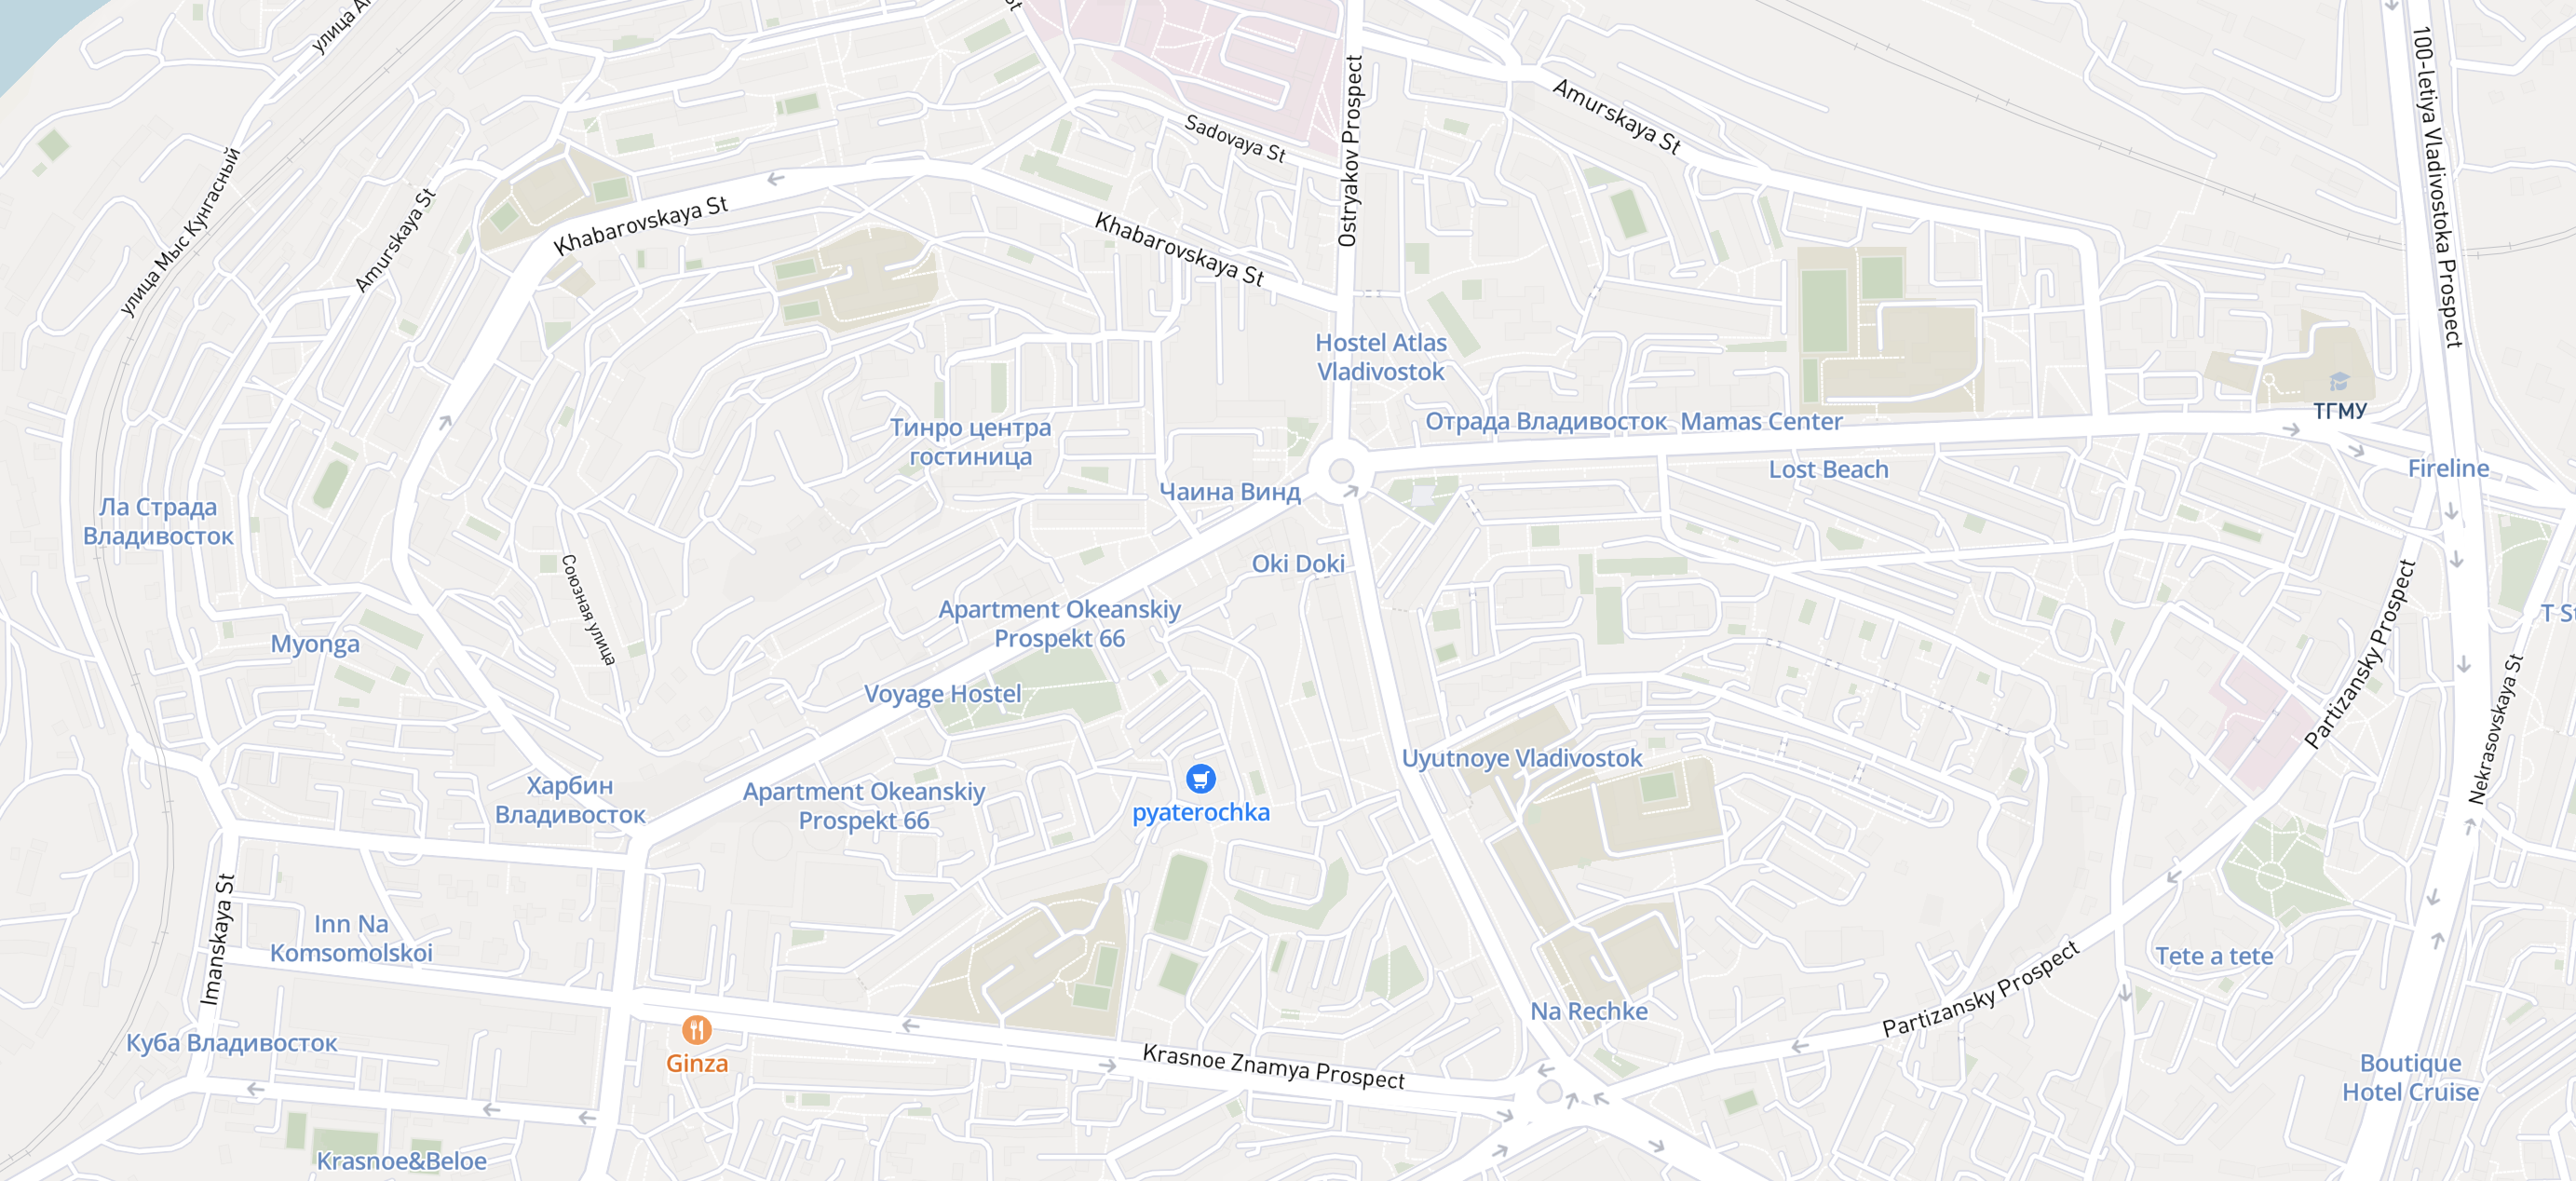 улица
St
Ostryakov Prospect
100-letiya Vladivostoka Prospect
Amurskaya St
Sadovaya St
улица Мыс Кунгасный
Amurskaya St
Khabarovskaya St
Khabarovskaya St
Hostel Atlas
Vladivostok
Отрада Владивосток
Mamas Center
ТГМУ
Тинро центра
гостиница
Lost Beach
Fireline
Чаина Винд
Ла Страда
Владивосток
Oki Doki
Союзная улица
Apartment Okeanskiy
Prospekt 66
Partizansky Prospect
Myonga
Nekrasovskaya St
Voyage Hostel
Uyutnoye Vladivostok
Харбин
Владивосток
Apartment Okeanskiy
Prospekt 66
pyaterochka
Imanskaya St
Inn Na
Komsomolskoi
Tete a tete
Partizansky Prospect
Na Rechke
Куба Владивосток
Ginza
Krasnoe Znamya Prospect
Boutique
Hotel Cruise
Krasnoe&Beloe